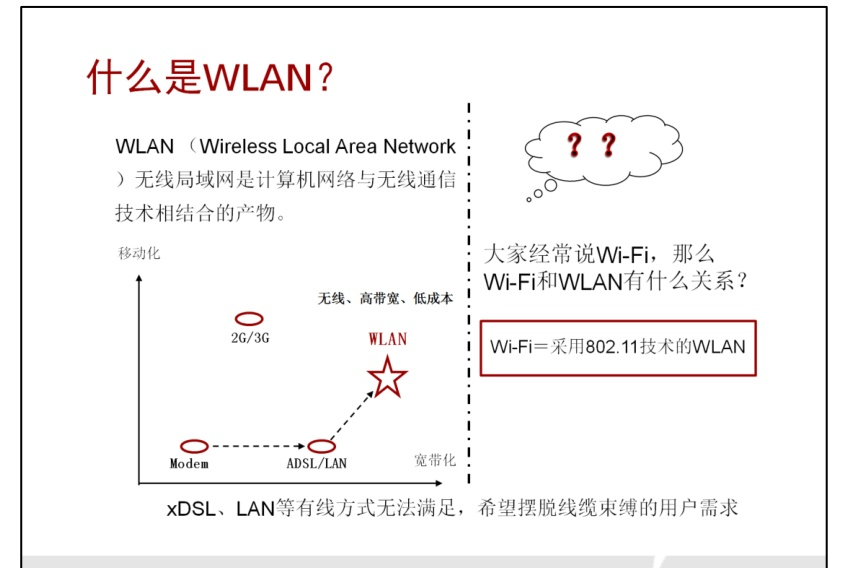 什么是WLAN？
WLAN （Wireless Local Area Network
）无线局域网是计算机网络与无线通信
技术相结合的产物。
移动化
无线、高带宽、低成本
2G/3G
WLAN
Modem
ADSL/LAN
宽带化
？？
大家经常说Wi-Fi，那么
Wi-Fi和WLAN有什么关系？
Wi-Fi＝采用802.11技术的WLAN
xDSL、LAN等有线方式无法满足，希望摆脱线缆束缚的用户需求